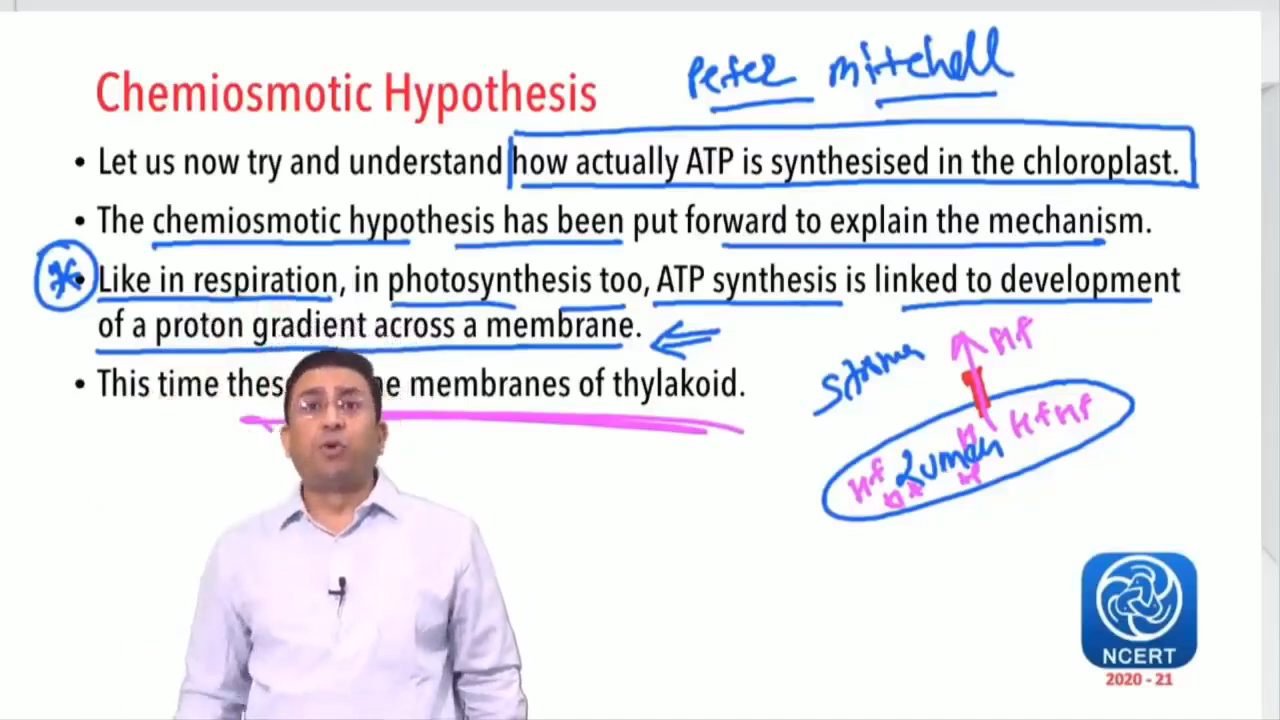 Peter Mitchell
Chemiosmotic Hypothesis
• Let us now try and understand how actually ATP is synthesised in the chloroplast.
• The chemiosmotic hypothesis has been put forward to explain the mechanism.
• Like in respiration, in photosynthesis too, ATP synthesis is linked to development
of a proton gradient across a membrane.
• This time membranes of thylakoid.
Stroma
Lumen
NCERT
2020 - 21